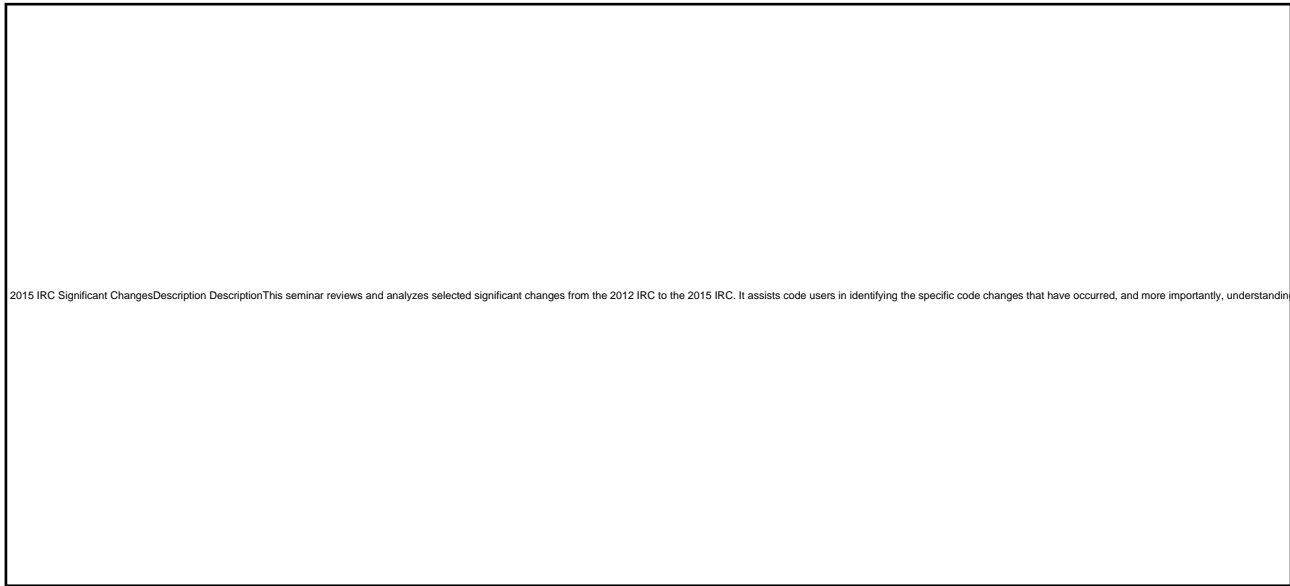 2015 IRC Significant ChangesDescription DescriptionThis seminar reviews and analyzes selected significant changes from the 2012 IRC to the 2015 IRC. It assists code users in identifying the specific code changes that have occurred, and more importantly, understanding